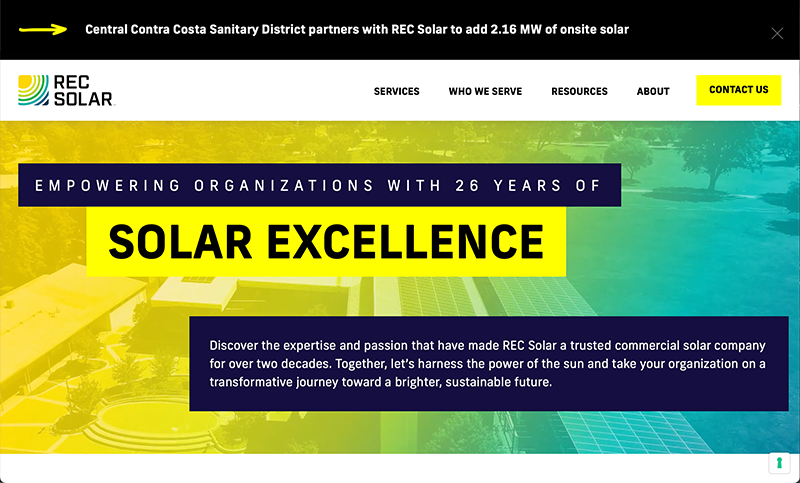 Central Contra Costa Sanitary District partners with REC Solar to add 2.16 MW of onsite solar
REC
SOLAR
SERVICES
WHO WE SERVE
RESOURCES
ABOUT
CONTACT US
EMPOWERING ORGANIZATIONS WITH 26 YEARS OF
SOLAR EXCELLENCE
Discover the expertise and passion that have made REC Solar a trusted commercial solar company
for over two decades. Together, let's harness the power of the sun and take your organization on a
transformative journey toward a brighter, sustainable future.